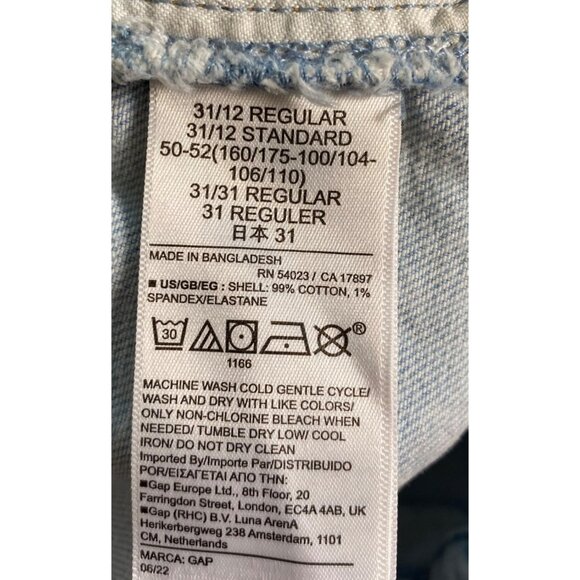 31/12 REGULAR
31/12 STANDARD
50-52(160/175-100/104-
106/110)
31/31 REGULAR
31 REGULER
日本 31
MADE IN BANGLADESH
RN 54023 / CA 17897
■ US/GB/EG : SHELL: 99% COTTON, 1%
SPANDEX/ELASTANE
30 ®
1166
MACHINE WASH COLD GENTLE CYCLE/
WASH AND DRY WITH LIKE COLORS/
ONLY NON-CHLORINE BLEACH WHEN
NEEDED/ TUMBLE DRY LOW/ COOL
IRON/ DO NOT DRY CLEAN
Imported By/Importe Par/DISTRIBUIDO
POR/ΕΙΣΑΓΕΤΑΙ ΑΠΟ ΤΗΝ:
■Gap Europe Ltd., 8th Floor, 20
Farringdon Street, London, EC4A 4AB, UK
■Gap (RHC) B.V. Luna ArenA
Herikerbergweg 238 Amsterdam, 1101
CM, Netherlands
MARCA: GAP
06/22